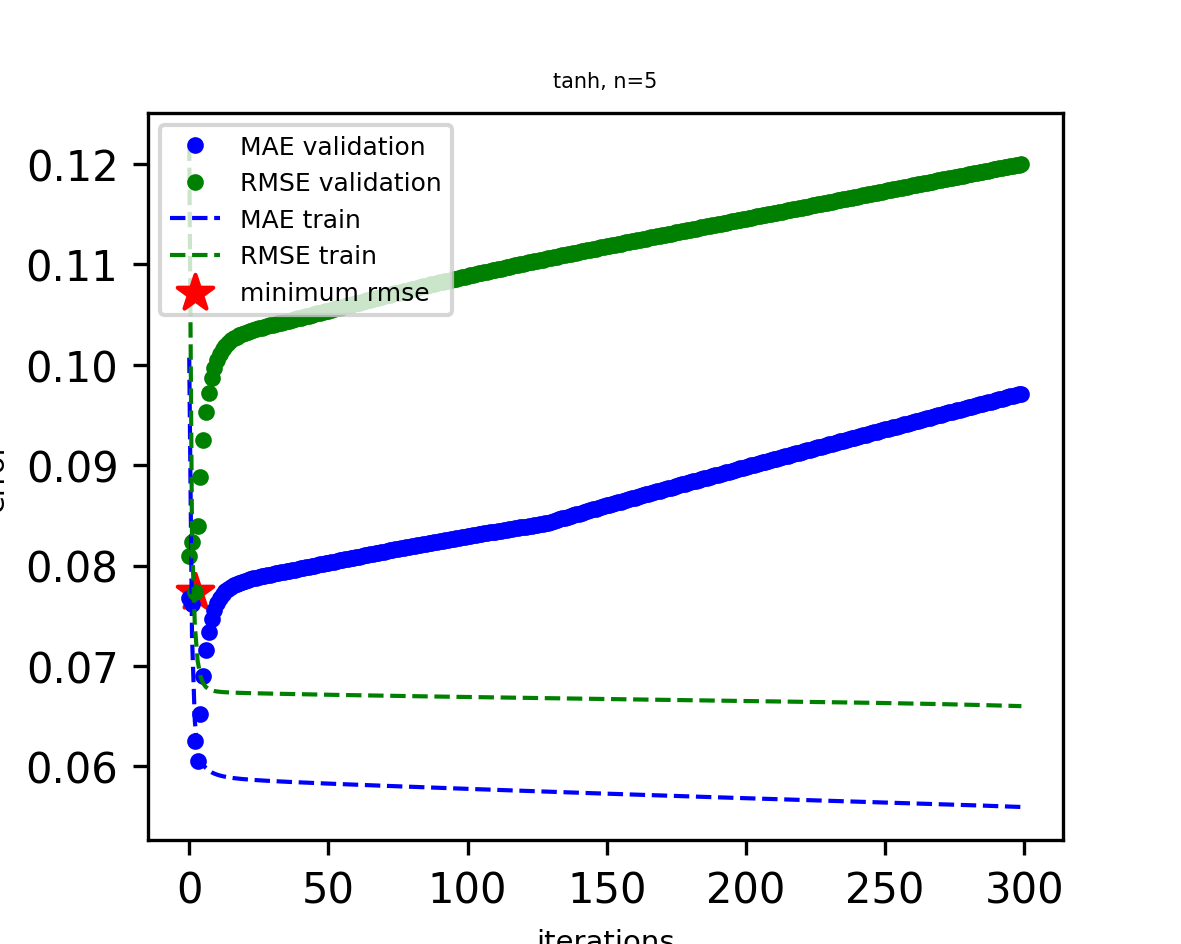 tanh, n=5
MAE validation
RMSE validation
MAE train
RMSE train
minimum rmse
0.12
0.11
0.10
0.09
0.08
0.07
0.06
0 50 100 150 200 250 300
iterations